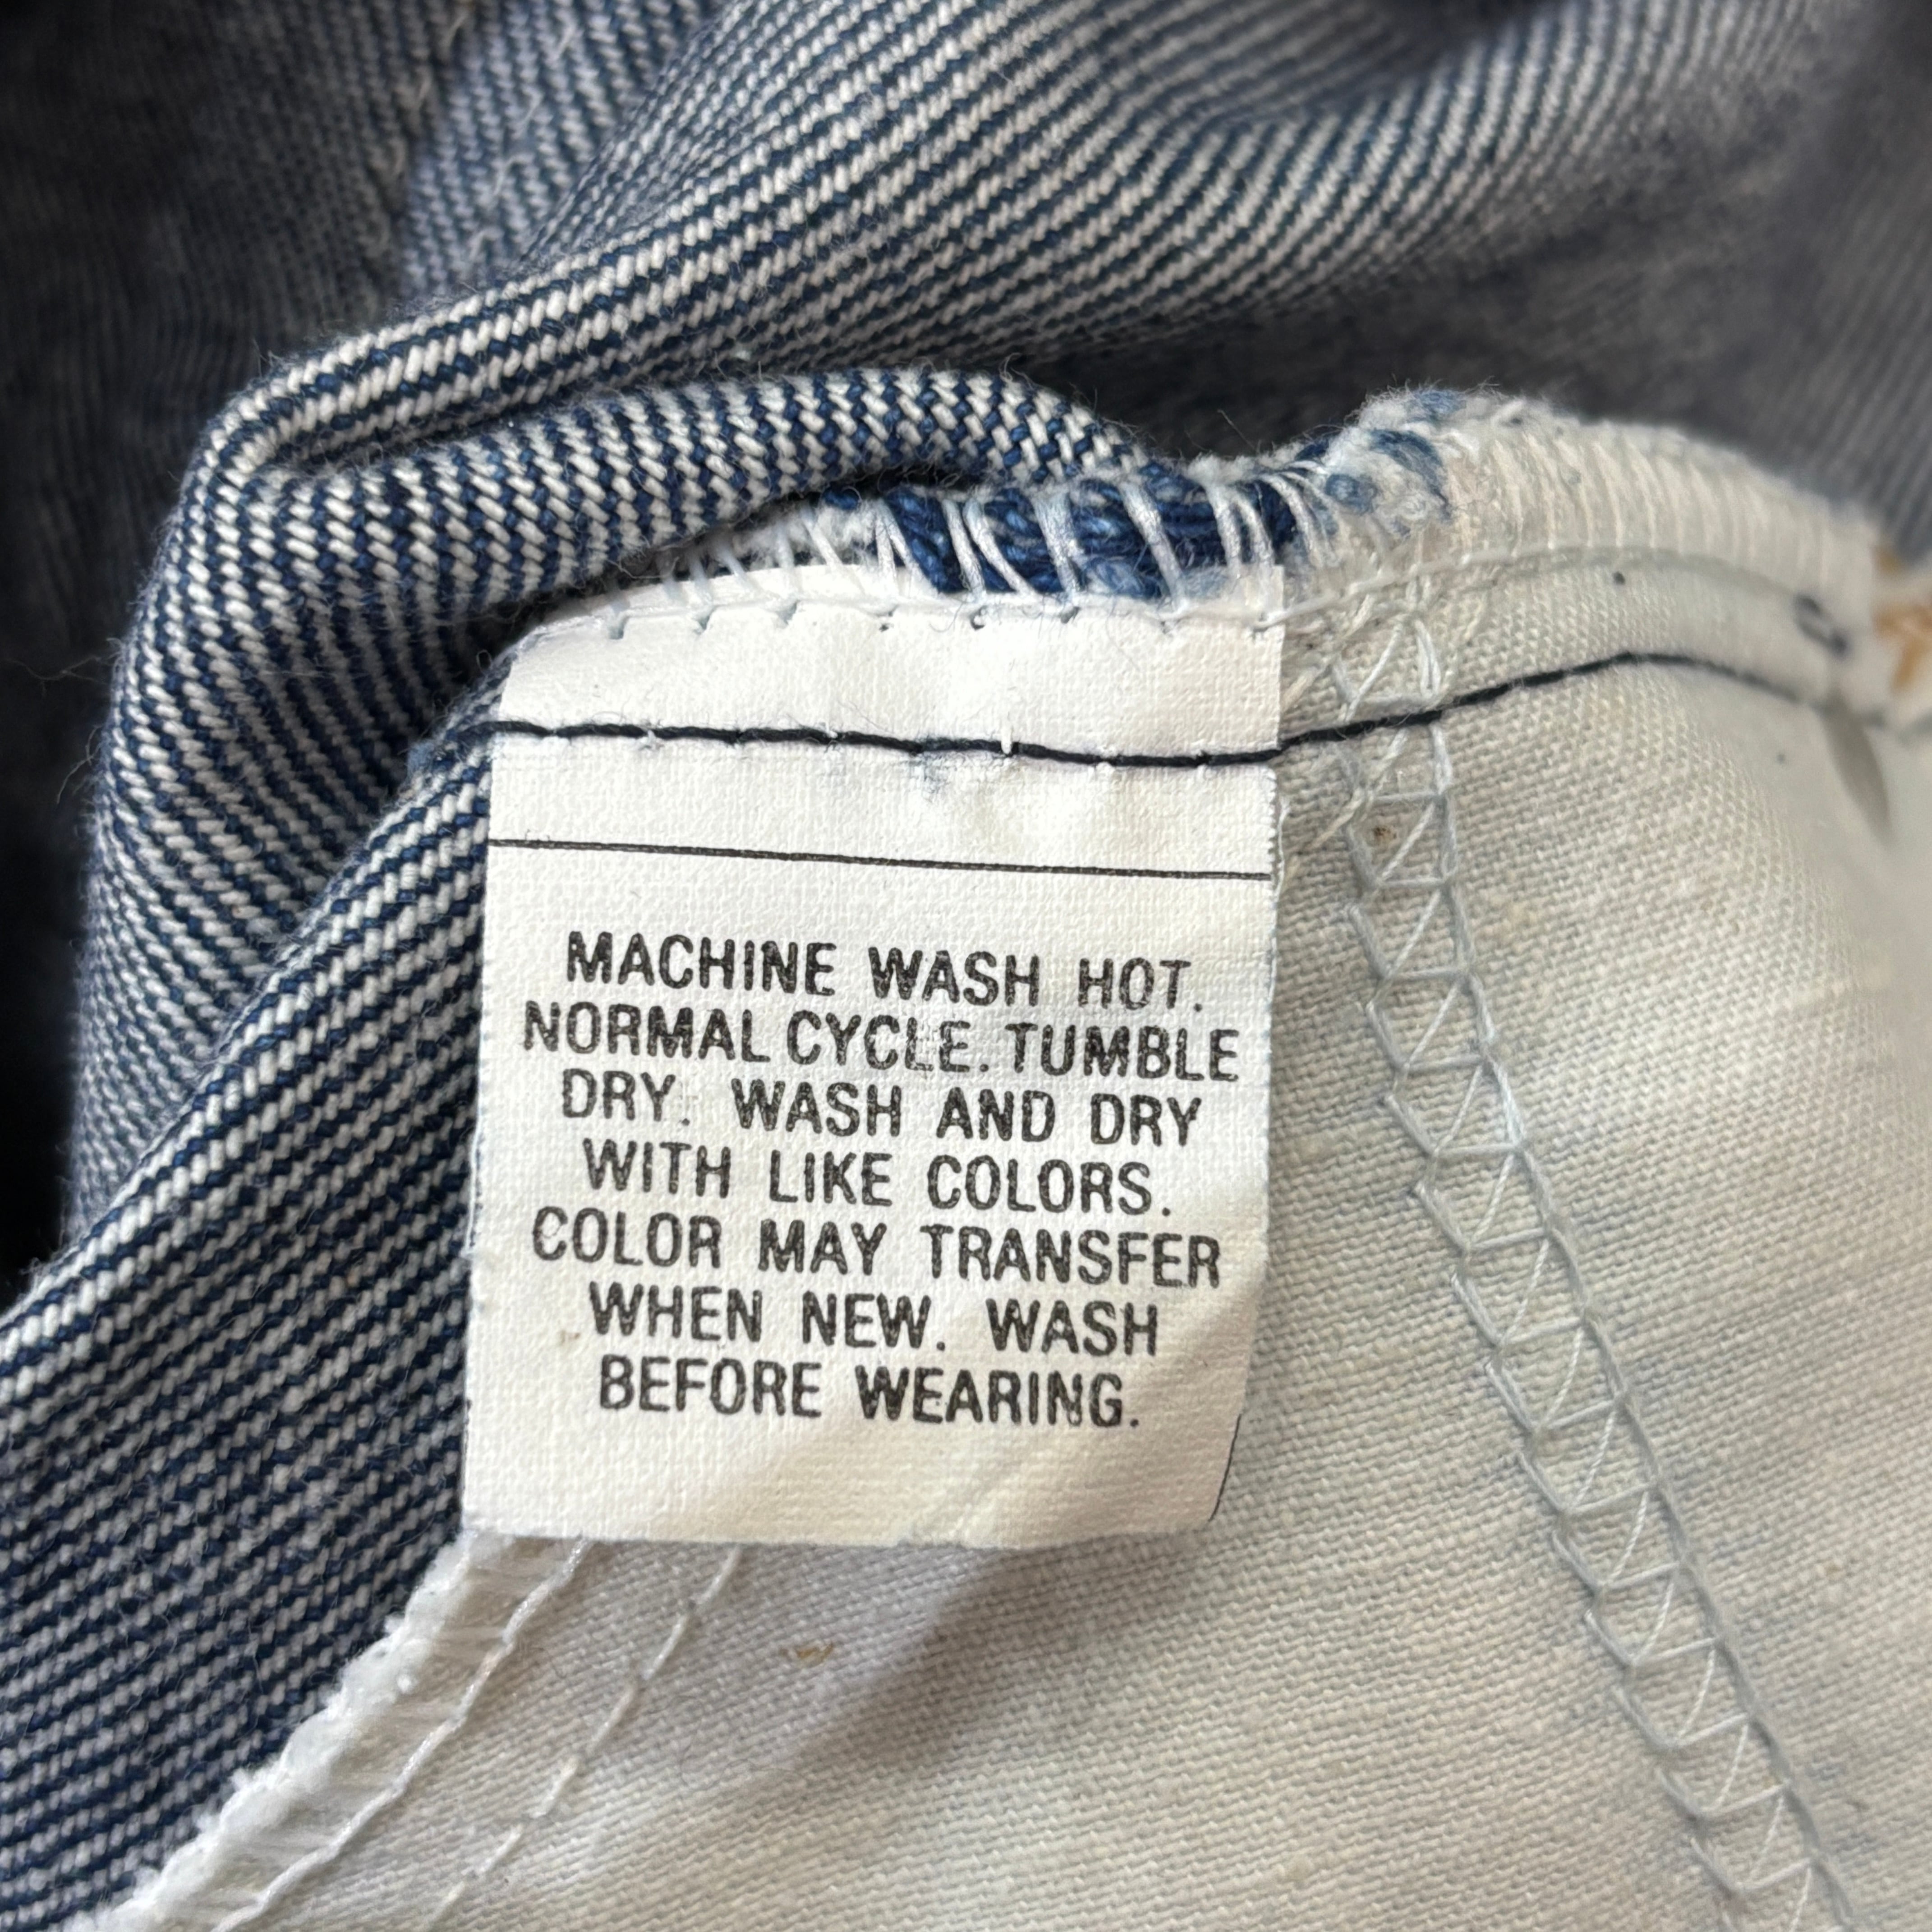 MACHINE WASH HOT.
NORMAL CYCLE. TUMBLE
DRY. WASH AND DRY
WITH LIKE COLORS.
COLOR MAY TRANSFER
WHEN NEW. WASH
BEFORE WEARING.